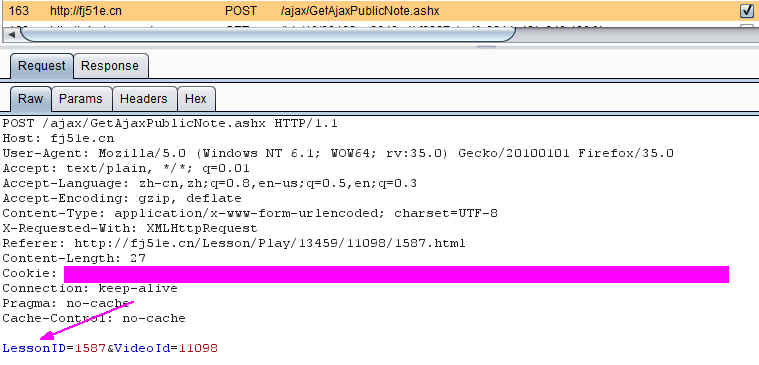 163 http://fj51e.cn POST /ajax/GetAjaxPublicNote.ashx
Request Response
Raw Params Headers Hex
POST /ajax/GetAjaxPublicNote.ashx HTTP/1.1
Host: fj51e.cn
User-Agent: Mozilla/5.0 (Windows NT 6.1; WOW64; rv:35.0) Gecko/20100101 Firefox/35.0
Accept: text/plain, */*; q=0.01
Accept-Language: zh-cn,zh;q=0.8,en-us;q=0.5,en;q=0.3
Accept-Encoding: gzip, deflate
Content-Type: application/x-www-form-urlencoded; charset=UTF-8
X-Requested-With: XMLHttpRequest
Referer: http://fj51e.cn/Lesson/Play/13459/11098/1587.html
Content-Length: 27
Cookie:
Connection: keep-alive
Pragma: no-cache
Cache-Control: no-cache
LessonID=1587&VideoId=11098